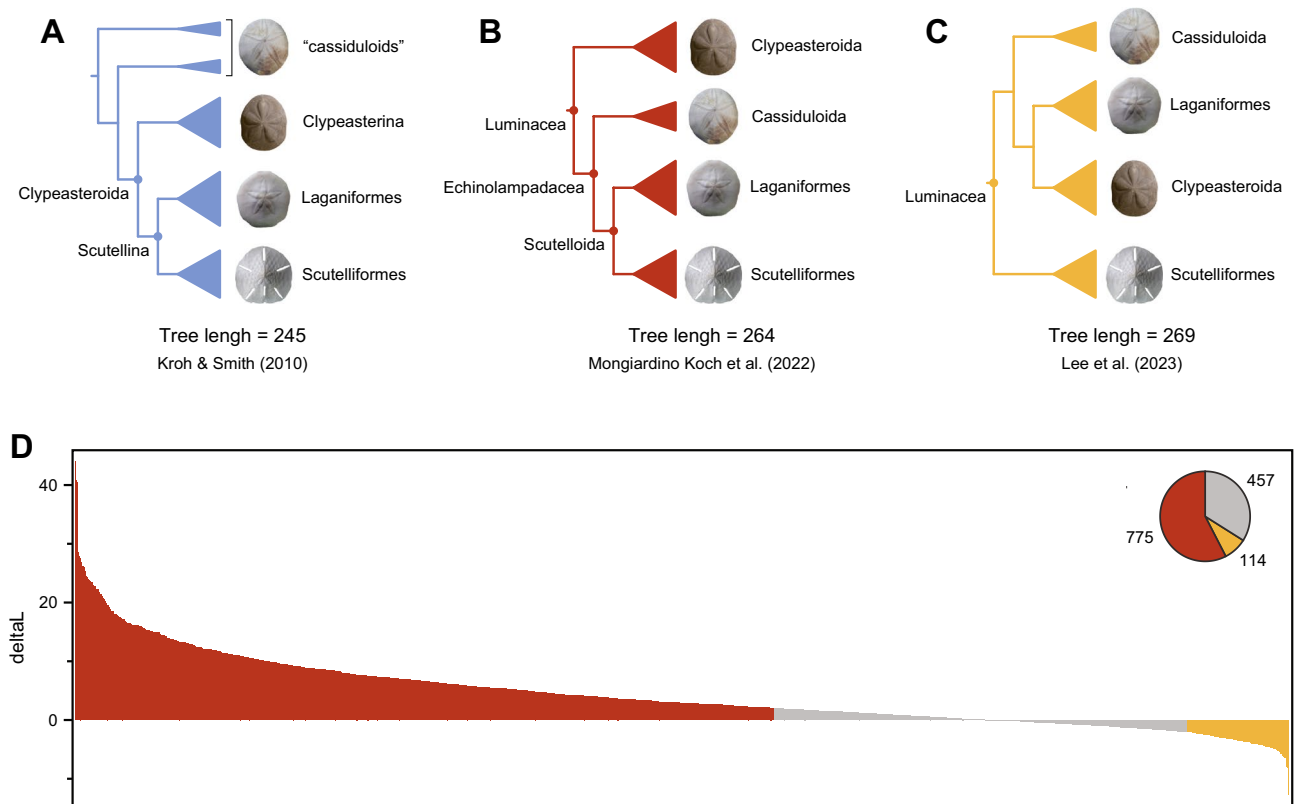 A
"cassiduloids"
Clypeasterina
Clypeasteroida
Laganiformes
Scutellina
Scutelliformes
Tree lengh = 245
Kroh & Smith (2010)
B
Clypeasteroida
Luminacea
Cassiduloida
Echinolampadacea
Laganiformes
Scutelloida
Scutelliformes
Tree lengh = 264
Mongiardino Koch et al. (2022)
C
Cassiduloida
Laganiformes
Luminacea
Clypeasteroida
Scutelliformes
Tree lengh = 269
Lee et al. (2023)
D
deltaL
40
20
0
457
775
114